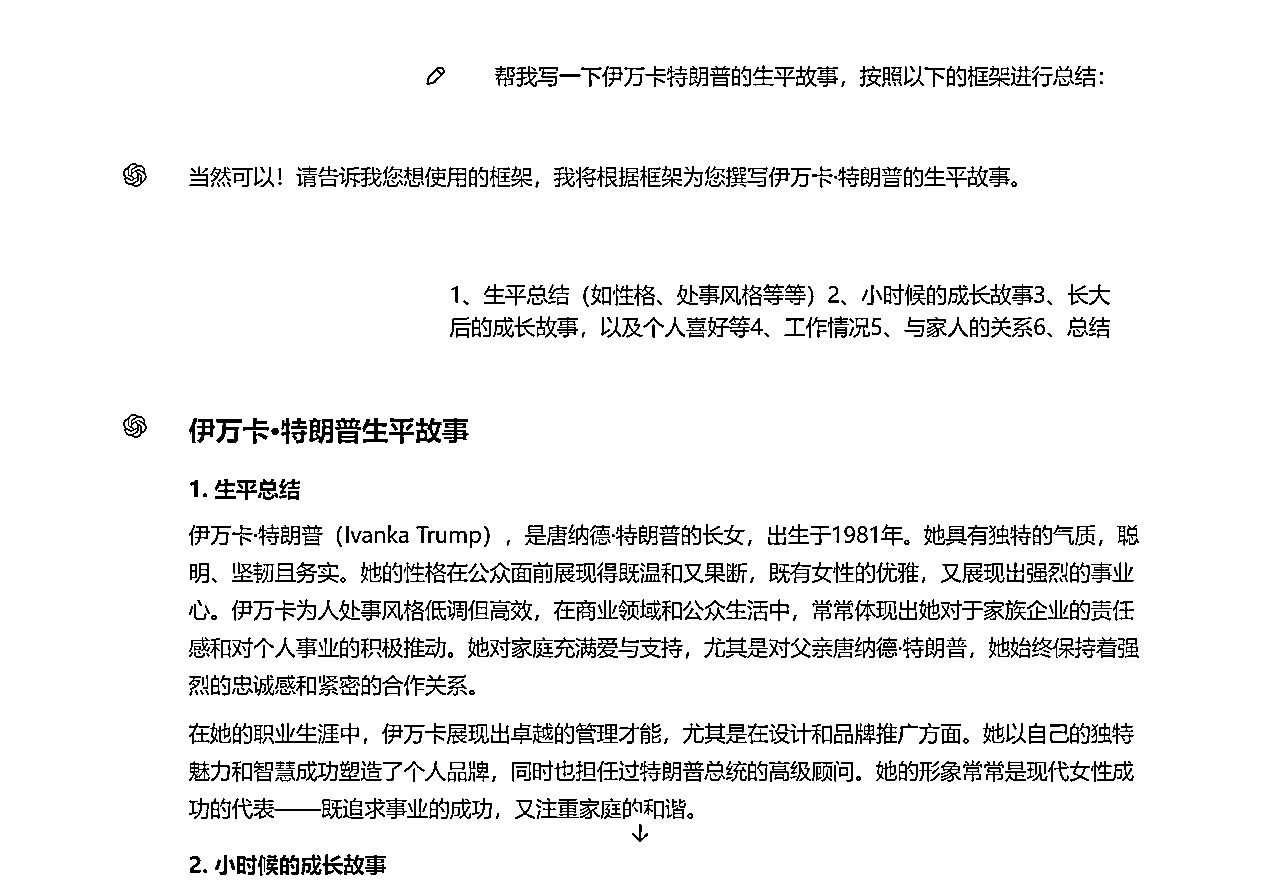 帮我写一下伊万卡特朗普的生平故事，按照以下的框架进行总结：
当然可以！请告诉我您想使用的框架，我将根据框架为您撰写伊万卡·特朗普的生平故事。
1、生平总结（如性格、处事风格等等）2、小时候的成长故事3、长大
后的成长故事，以及个人喜好等4、工作情况5、与家人的关系6、总结
伊万卡·特朗普生平故事
1. 生平总结
伊万卡·特朗普（Ivanka Trump），是唐纳德·特朗普的长女，出生于1981年。她具有独特的气质，聪
明、坚韧且务实。她的性格在公众面前展现得既温和又果断，既有女性的优雅，又展现出强烈的事业
心。伊万卡为人处事风格低调但高效，在商业领域和公众生活中，常常体现出她对于家族企业的责任
感和对个人事业的积极推动。她对家庭充满爱与支持，尤其是对父亲唐纳德·特朗普，她始终保持着强
烈的忠诚感和紧密的合作关系。
在她的职业生涯中，伊万卡展现出卓越的管理才能，尤其是在设计和品牌推广方面。她以自己的独特
魅力和智慧成功塑造了个人品牌，同时也担任过特朗普总统的高级顾问。她的形象常常是现代女性成
功的代表——既追求事业的成功，又注重家庭的和谐。
2. 小时候的成长故事